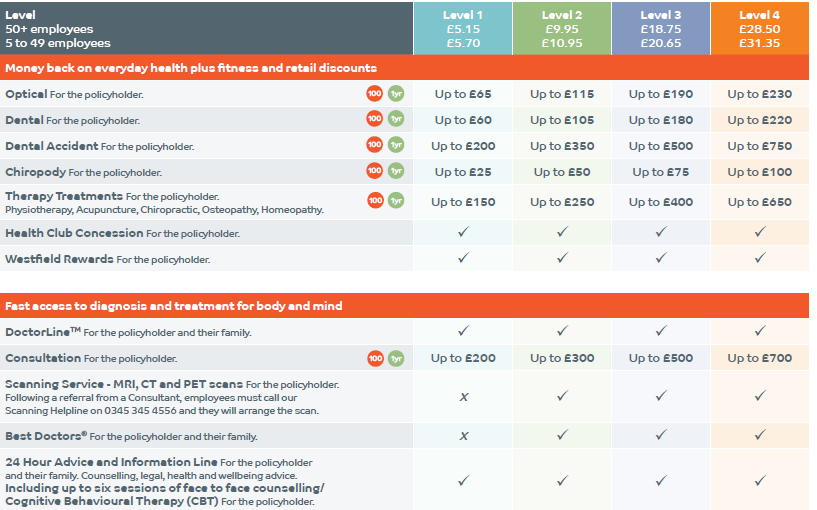 Level Level 1 Level 2 Level 3 Level 4
50+ employees £5.15 £9.95 £18.75 £28.50
5 to 49 employees £5.70 £10.95 £20.65 £31.35
Money back on everyday health plus fitness and retail discounts
Optical For the policyholder. 100 1yr Up to £65 Up to £115 Up to £190 Up to £230
Dental For the policyholder. 100 1yr Up to £60 Up to £105 Up to £180 Up to £220
Dental Accident For the policyholder. 100 1yr Up to £200 Up to £350 Up to £500 Up to £750
Chiropody For the policyholder. 100 1yr Up to £25 Up to £50 Up to £75 Up to £100
Therapy Treatments For the policyholder. 100 1yr Up to £150 Up to £250 Up to £400 Up to £650
Physiotherapy, Acupuncture, Chiropractic, Osteopathy, Homeopathy.
Health Club Concession For the policyholder. ✓ ✓ ✓ ✓
Westfield Rewards For the policyholder. ✓ ✓ ✓ ✓
Fast access to diagnosis and treatment for body and mind
DoctorLine™ For the policyholder and their family. ✓ ✓ ✓ ✓
Consultation For the policyholder. 100 1yr Up to £200 Up to £300 Up to £500 Up to £700
Scanning Service - MRI, CT and PET scans For the policyholder.
Following a referral from a Consultant, employees must call our x ✓ ✓ ✓
Scanning Helpline on 0345 345 4556 and they will arrange the scan.
Best Doctors® For the policyholder and their family. x ✓ ✓ ✓
24 Hour Advice and Information Line For the policyholder
and their family. Counselling, legal, health and wellbeing advice. ✓ ✓ ✓ ✓
Including up to six sessions of face to face counselling/
Cognitive Behavioural Therapy (CBT) For the policyholder.